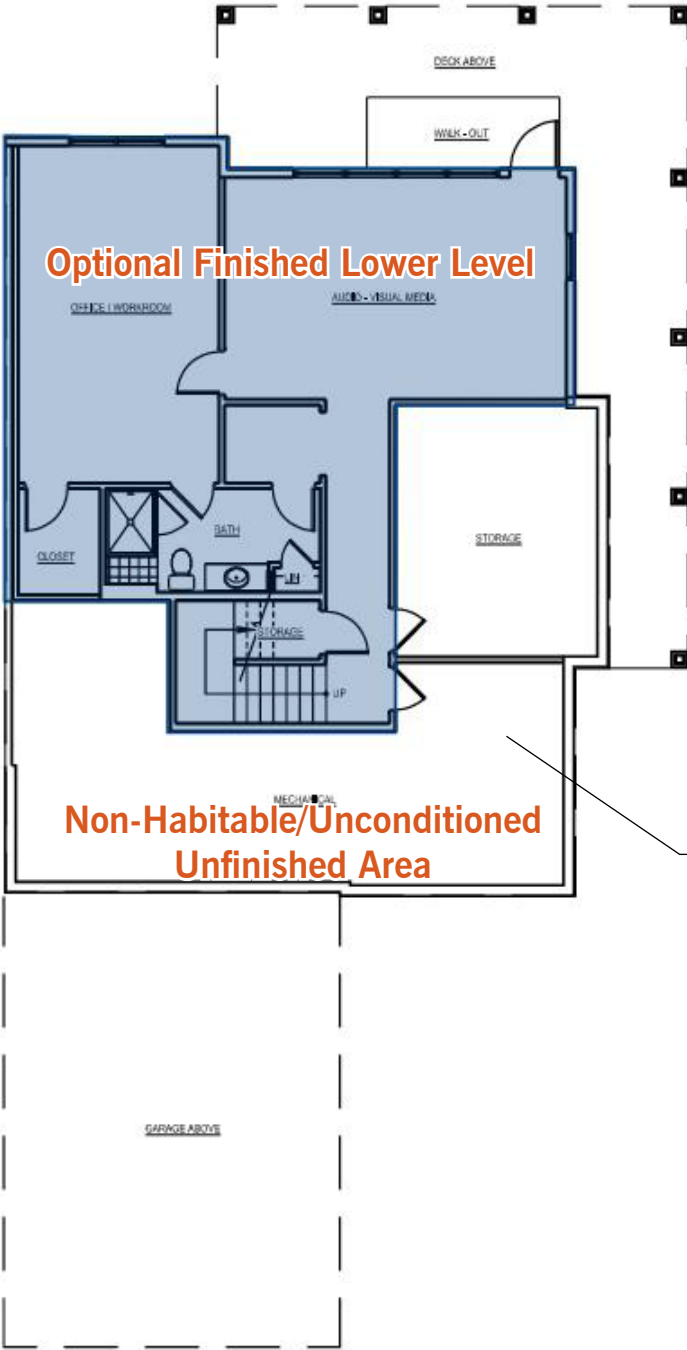 DECK ABOVE
WALK - OUT
Optional Finished Lower Level
OFFICE / WORKROOM
AUDIO - VISUAL MEDIA
BATH
STORAGE
CLOSET
LIN
STORAGE
UP
MECHANICAL
Non-Habitable/Unconditioned
Unfinished Area
GARAGE ABOVE